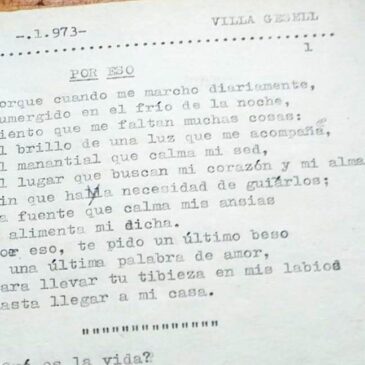 -.1.973-
VILLA GESELL
1
POR ESO
orque cuando me marcho diariamente,
umergido en el frío de la noche,
iento que me faltan muchas cosas:
l brillo de una luz que me acompaña,
l manantial que calma mi sed,
l lugar que buscan mi corazón y mi alma
in que haya necesidad de guiarlos;
a fuente que calma mis ansias
alimenta mi dicha.
or eso, te pido un último beso
una última palabra de amor,
ara llevar tu tibieza en mis labios
asta llegar a mi casa.
"""""""""""""""
es la vida?